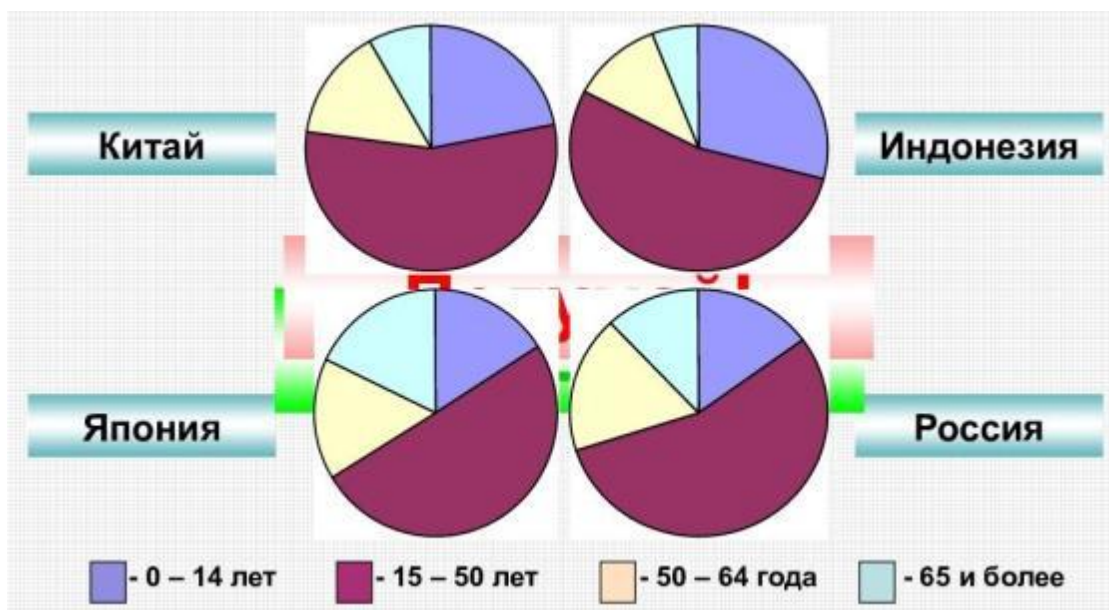 Китай
Индонезия
Япония
Россия
- 0 – 14 лет
- 15 – 50 лет
- 50 – 64 года
- 65 и более